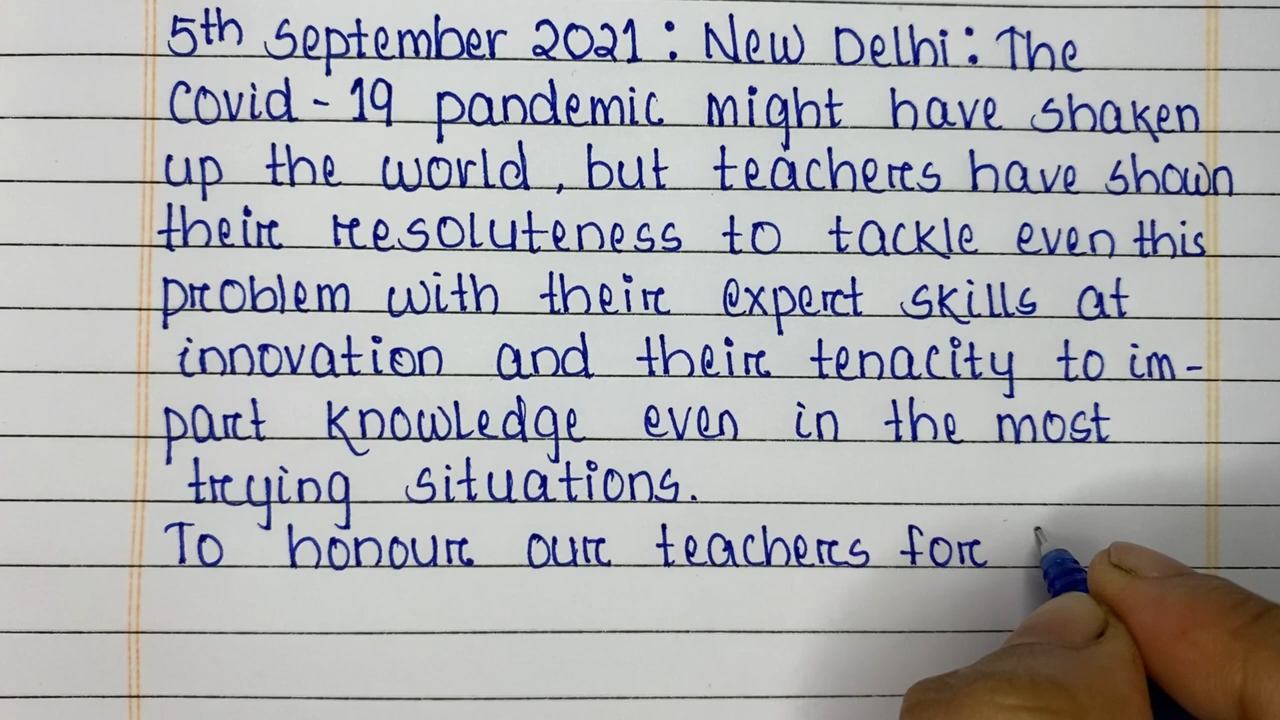 5th September 2021: New Delhi: The
covid-19 pandemic might have shaken
up the world, but teachers have shown
their resoluteness to tackle even this
problem with their expert skills at
innovation and their tenacity to im-
part knowledge even in the most
trying situations.
To honour our teachers for